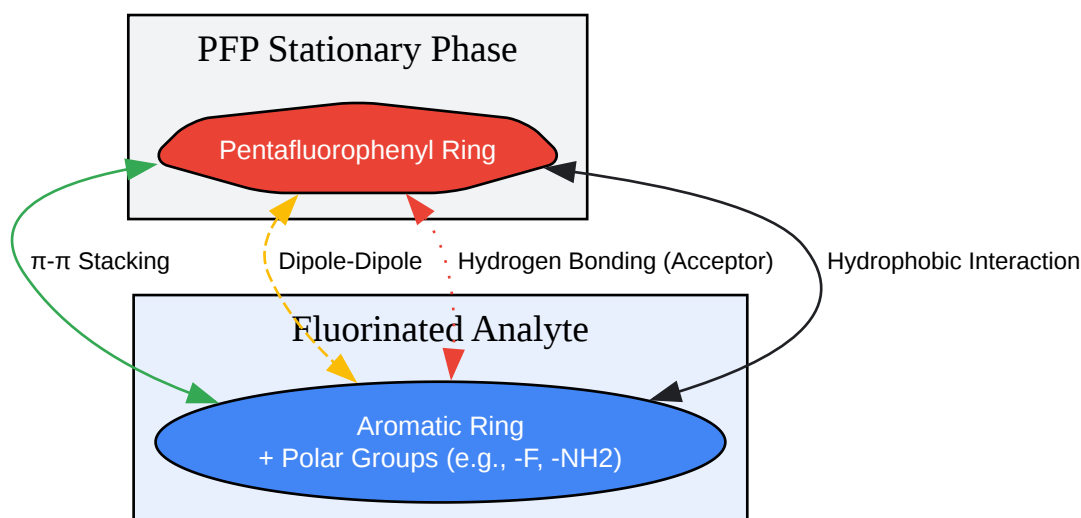 PFP Stationary Phase
Pentafluorophenyl Ring
π-π Stacking
Dipole-Dipole
Hydrogen Bonding (Acceptor)
Hydrophobic Interaction
Fluorinated Analyte
Aromatic Ring
+ Polar Groups (e.g., -F, -NH2)